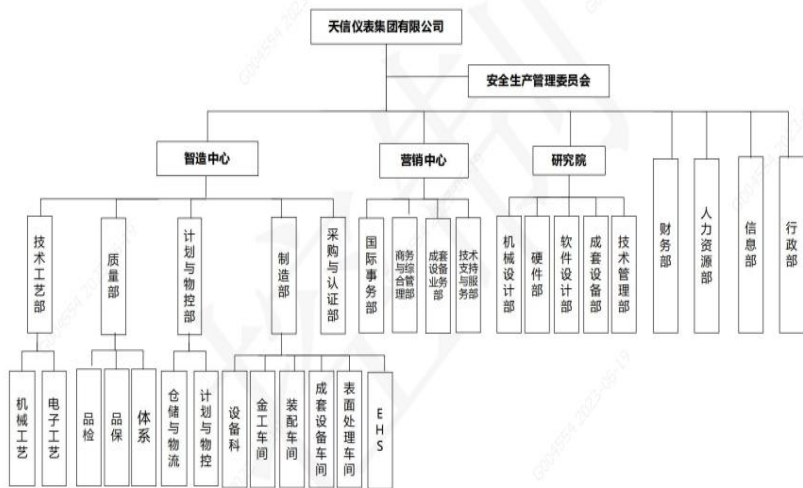 天信仪表集团有限公司
安全生产管理委员会
智造中心
营销中心
研究院
财务部
人力资源部
信息部
行政部
技术工艺部
质量部
计划与物控部
制造部
采购与认证部
国际事务部
商务与综合管理部
成套设备业务部
技术支持与服务部
机械设计部
硬件部
软件设计部
成套设备部
技术管理部
机械工艺
电子工艺
品检
品保
体系
仓储与物流
计划与物控
设备科
金工车间
装配车间
成套设备车间
表面处理车间
EHS